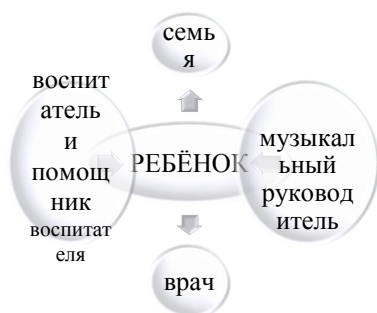 семь
я
воспит
атель
и
помощ
ник
воспитат
еля
РЕБЁНОК
музыкал
ьный
руковод
итель
врач